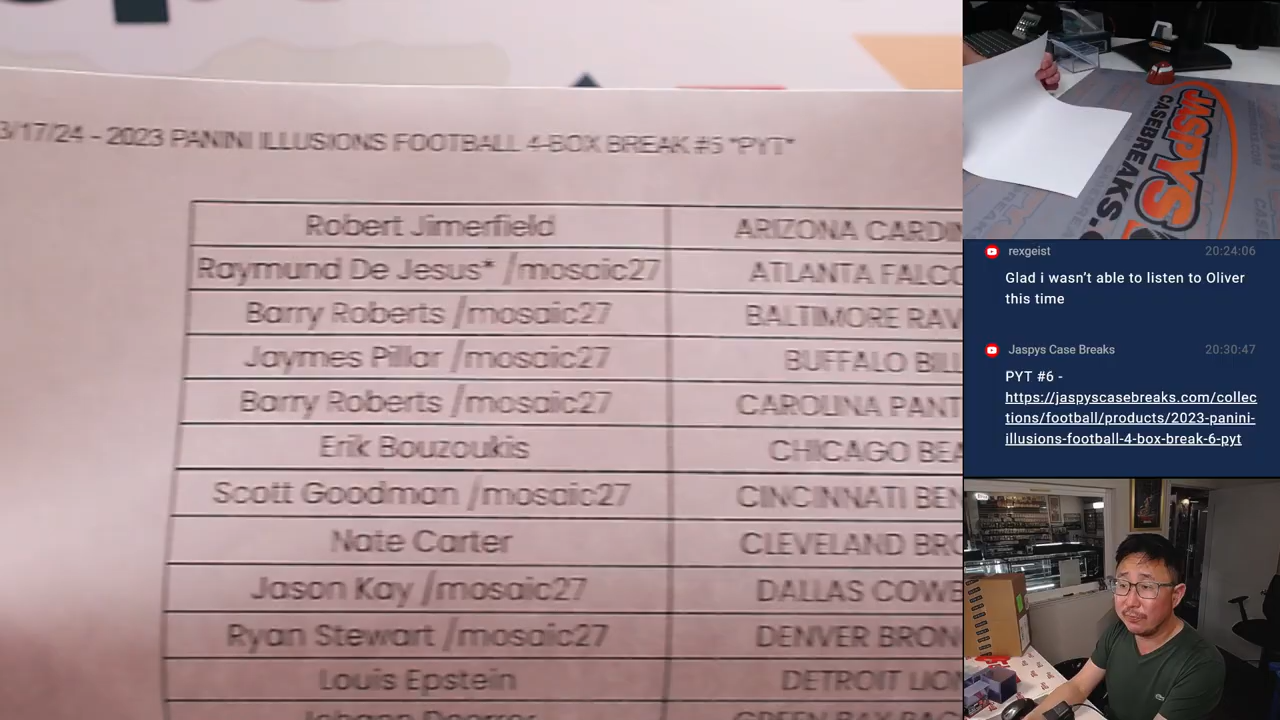 3/17/24 - 2023 PANINI ILLUSIONS FOOTBALL 4-BOX BREAK #5 *PYT*
Robert Jimerfield ARIZONA CARDIN
Raymund De Jesus* /mosaic27 ATLANTA FALCO
Barry Roberts /mosaic27 BALTIMORE RAV
Jaymes Pillar /mosaic27 BUFFALO BILL
Barry Roberts /mosaic27 CAROLINA PANT
Erik Bouzoukis CHICAGO BEA
Scott Goodman /mosaic27 CINCINNATI BEN
Nate Carter CLEVELAND BRO
Jason Kay /mosaic27 DALLAS COWB
Ryan Stewart /mosaic27 DENVER BRON
Louis Epstein DETROIT LION
JASPYS
CASEBREAKS.
rexgeist 20:24:06
Glad i wasn't able to listen to Oliver
this time
Jaspys Case Breaks 20:30:47
PYT #6 -
https://jaspyscasebreaks.com/collec
tions/football/products/2023-panini-
illusions-football-4-box-break-6-pyt